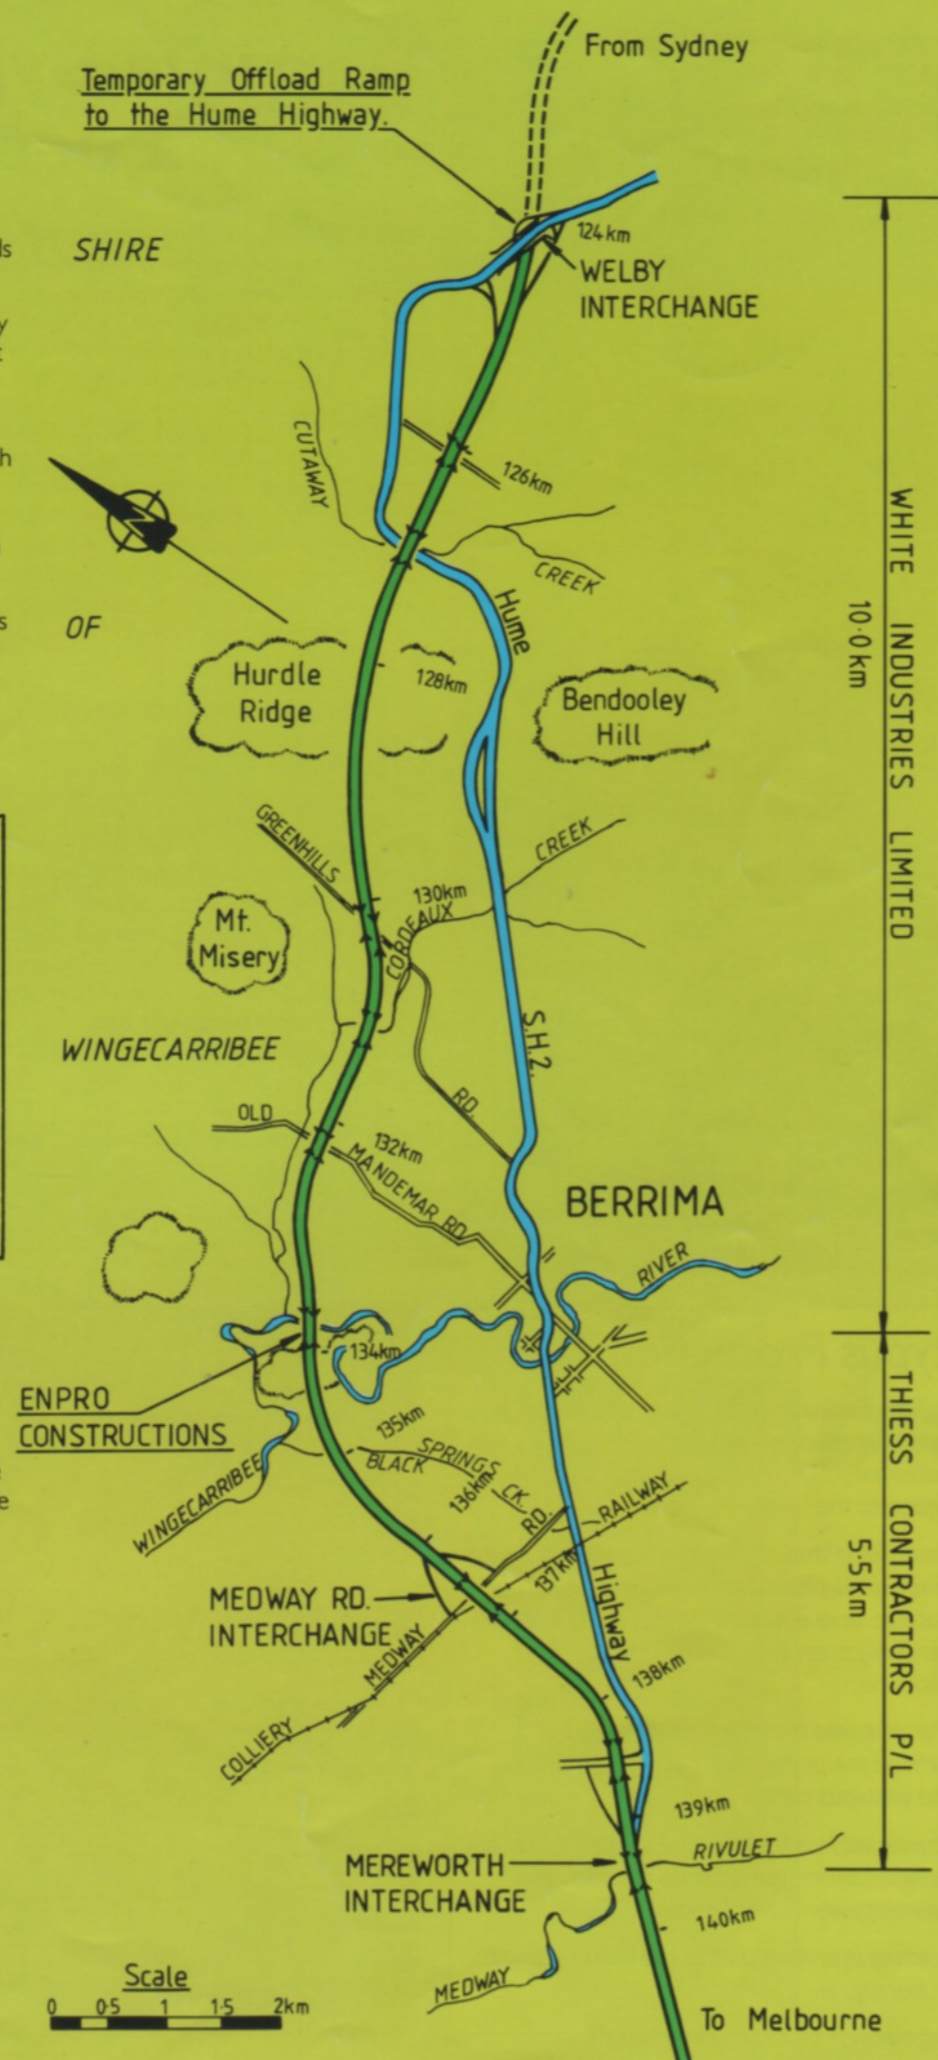 From Sydney
Temporary Offload Ramp
to the Hume Highway.
ls
SHIRE
124km
WELBY
INTERCHANGE
y
h
CUTAWAY
126km
CREEK
WHITE INDUSTRIES LIMITED
10·0km
s
OF
Hume
Hurdle
Ridge
128km
Bendooley
Hill
GREENHILLS
CREEK
130km
CORDEAUX
Mt.
Misery
WINGECARRIBEE
S.H.2.
RD.
OLD
132km
MANDEMAR RD.
BERRIMA
RIVER
134km
ENPRO
CONSTRUCTIONS
THIESS CONTRACTORS P/L
5·5km
135km
SPRINGS
BLACK
136km
CK.
e
WINGECARRIBEE
RD.
RAILWAY
137km
MEDWAY RD.
INTERCHANGE
Highway
MEDWAY
138km
COLLIERY
139km
MEREWORTH
INTERCHANGE
RIVULET
140km
MEDWAY
Scale
0 0·5 1 1·5 2km
To Melbourne